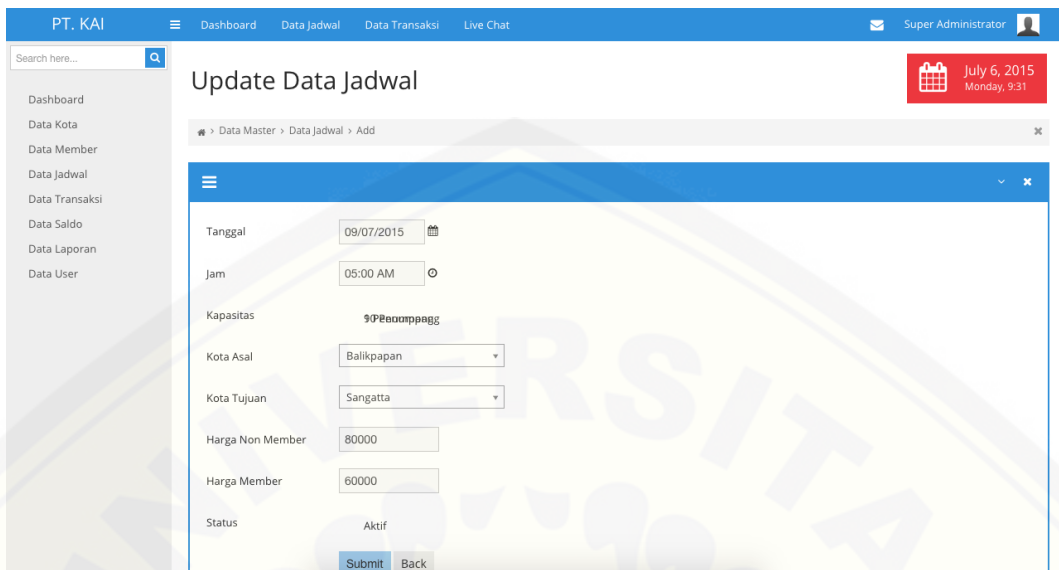 PT. KAI
Dashboard Data Jadwal Data Transaksi Live Chat
Super Administrator
Search here...
Dashboard
Data Kota
Data Member
Data Jadwal
Data Transaksi
Data Saldo
Data Laporan
Data User
Update Data Jadwal
July 6, 2015
Monday, 9:31
> Data Master > Data Jadwal > Add
Tanggal 09/07/2015
Jam 05:00 AM
Kapasitas
Kota Asal Balikpapan
Kota Tujuan Sangatta
Harga Non Member 80000
Harga Member 60000
Status Aktif
Submit Back
UNIVERSITA